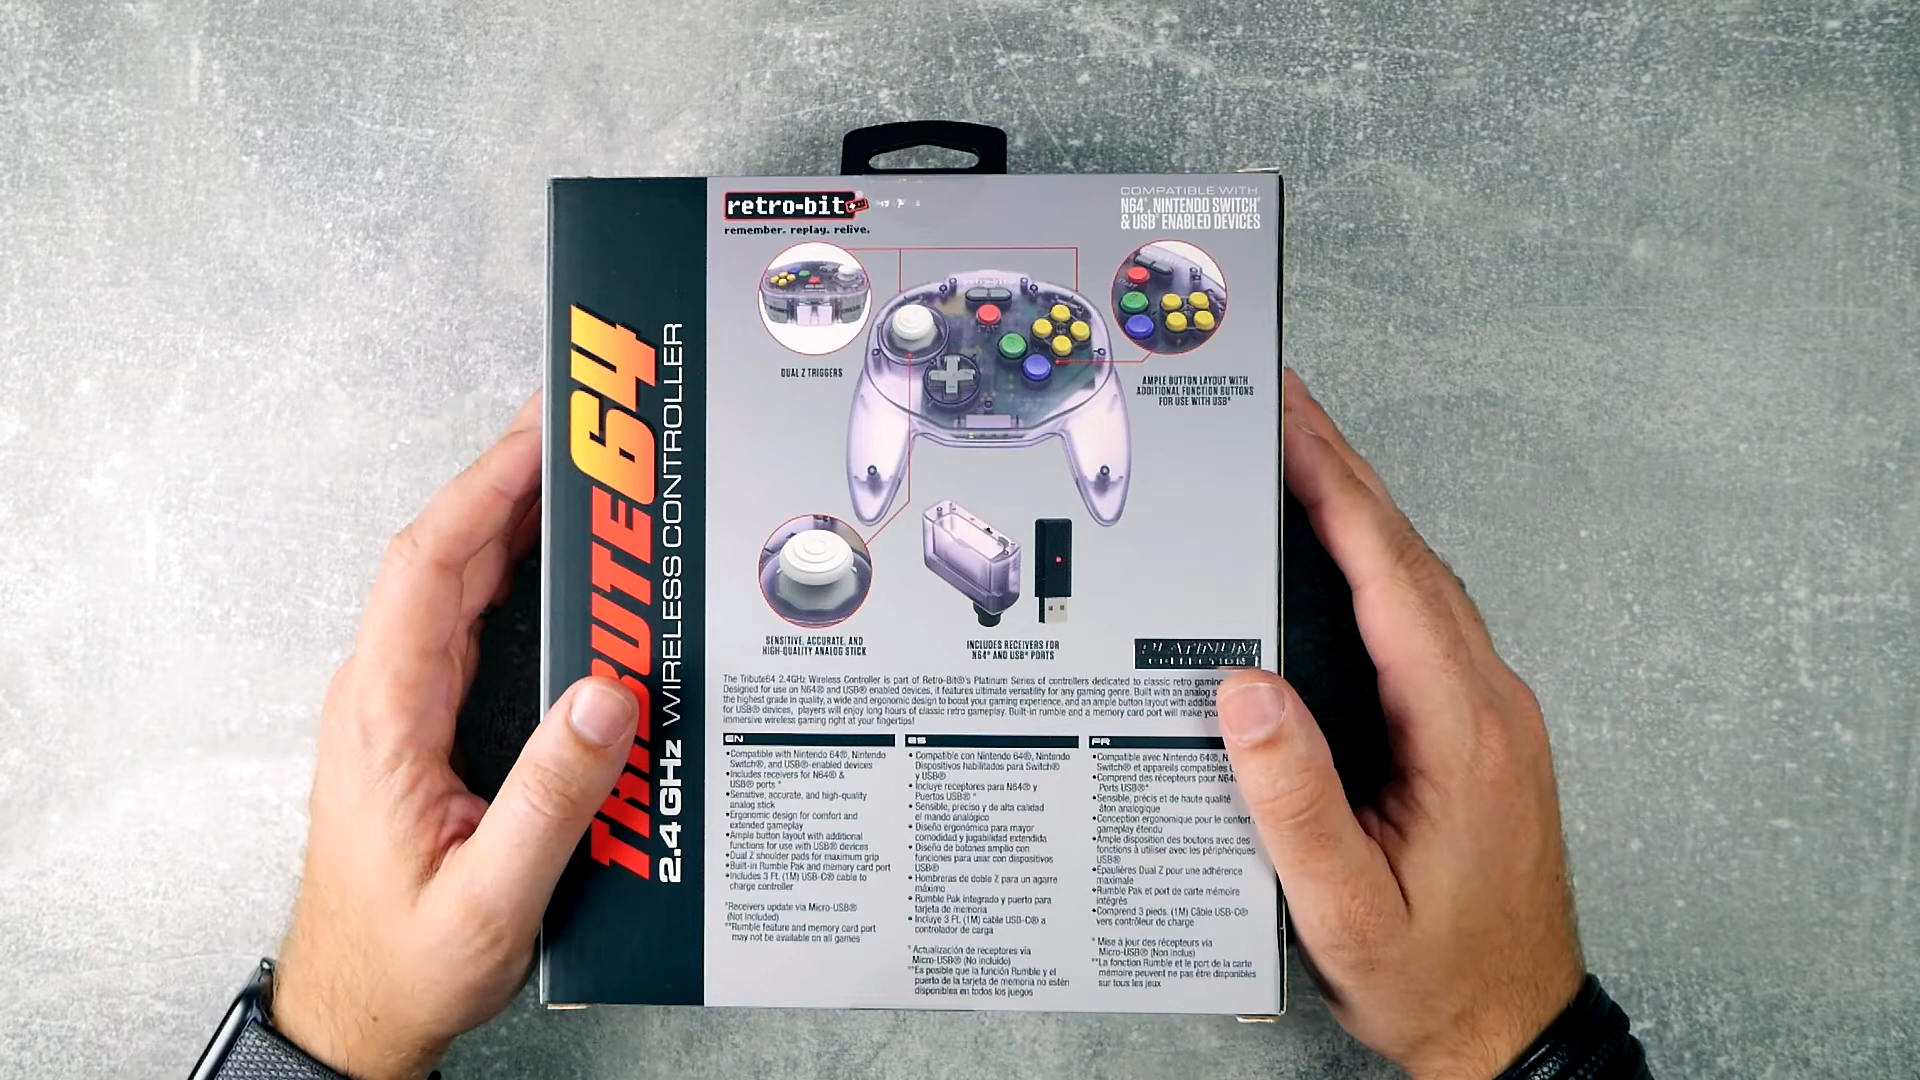 TRIBUTE64
2.4GHz WIRELESS CONTROLLER
retro-bit
remember. replay. relive.
COMPATIBLE WITH
N64®, NINTENDO SWITCH®
& USB® ENABLED DEVICES
DUAL Z TRIGGERS
AMPLE BUTTON LAYOUT WITH
ADDITIONAL FUNCTION BUTTONS
FOR USE WITH USB®
SENSITIVE, ACCURATE, AND
HIGH-QUALITY ANALOG STICK
INCLUDES RECEIVERS FOR
N64® AND USB® PORTS
PLATINUM
COLLECTION
The Tribute64 2.4GHz Wireless Controller is part of Retro-Bit®'s Platinum Series of controllers dedicated to classic retro gaming
Designed for use on N64® and USB® enabled devices, it features ultimate versatility for any gaming genre. Built with an analog
the highest grade in quality, a wide and ergonomic design to boost your gaming experience, and an ample button layout with
for USB® devices, players will enjoy long hours of classic retro gameplay. Built-in rumble and a memory card port will make
immersive wireless gaming right at your fingertips!
EN
•Compatible with Nintendo 64®, Nintendo
Switch®, and USB®-enabled devices
•Includes receivers for N64® &
USB® ports *
•Sensitive, accurate, and high-quality
analog stick
•Ergonomic design for comfort and
extended gameplay
•Ample button layout with additional
functions for use with USB® devices
•Dual Z shoulder pads for maximum grip
•Built-in Rumble Pak and memory card port
•Includes 3 Ft. (1M) USB-C® cable to
charge controller
*Receivers update via Micro-USB®
(Not Included)
**Rumble feature and memory card port
may not be available on all games
ES
• Compatible con Nintendo 64®, Nintendo
Dispositivos habilitados para Switch®
y USB®
• Incluye receptores para N64® y
Puertos USB® *
• Sensible, preciso y de alta calidad
el mando analógico
• Diseño ergonómico para mayor
comodidad y jugabilidad extendida
• Diseño de botones amplio con
funciones para usar con dispositivos
USB®
• Hombreras de doble Z para un agarre
máximo
• Rumble Pak integrado y puerto para
tarjeta de memoria
• Incluye 3 Ft. (1M) cable USB-C® a
controlador de carga
* Actualización de receptores via
Micro-USB® (No incluido)
**Es posible que la función Rumble y el
puerto de la tarjeta de memoria no estén
disponibles en todos los juegos
FR
•Compatible avec Nintendo 64®,
Switch® et appareils compatibles
•Comprend des récepteurs pour N64
Ports USB®*
•Sensible, précis et de haute qualité
âton analogique
•Conception ergonomique pour le confort
gameplay étendu
•Ample disposition des boutons avec des
fonctions à utiliser avec les périphériques
USB®
•Epaulières Dual Z pour une adhérence
maximale
•Rumble Pak et port de carte mémoire
intégrés
•Comprend 3 pieds. (1M) Câble USB-C®
vers contrôleur de charge
* Mise à jour des récepteurs via
Micro-USB® (Non inclus)
**La fonction Rumble et le port de la carte
mémoire peuvent ne pas être disponibles
sur tous les jeux